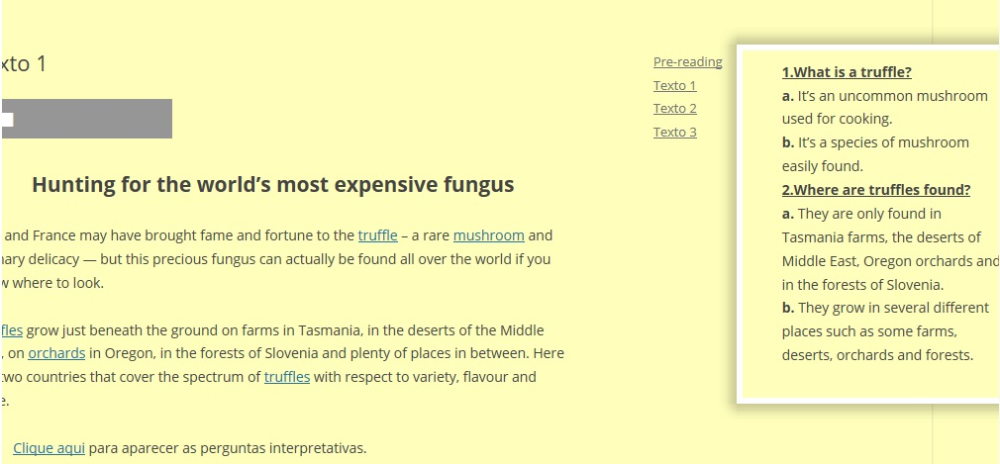 xto 1
Hunting for the world's most expensive fungus
and France may have brought fame and fortune to the truffle – a rare mushroom and
nary delicacy — but this precious fungus can actually be found all over the world if you
w where to look.
fles grow just beneath the ground on farms in Tasmania, in the deserts of the Middle
, on orchards in Oregon, in the forests of Slovenia and plenty of places in between. Here
two countries that cover the spectrum of truffles with respect to variety, flavour and
e.
Clique aqui para aparecer as perguntas interpretativas.
Pre-reading
Texto 1
Texto 2
Texto 3
1.What is a truffle?
a. It's an uncommon mushroom
used for cooking.
b. It's a species of mushroom
easily found.
2.Where are truffles found?
a. They are only found in
Tasmania farms, the deserts of
Middle East, Oregon orchards and
in the forests of Slovenia.
b. They grow in several different
places such as some farms,
deserts, orchards and forests.